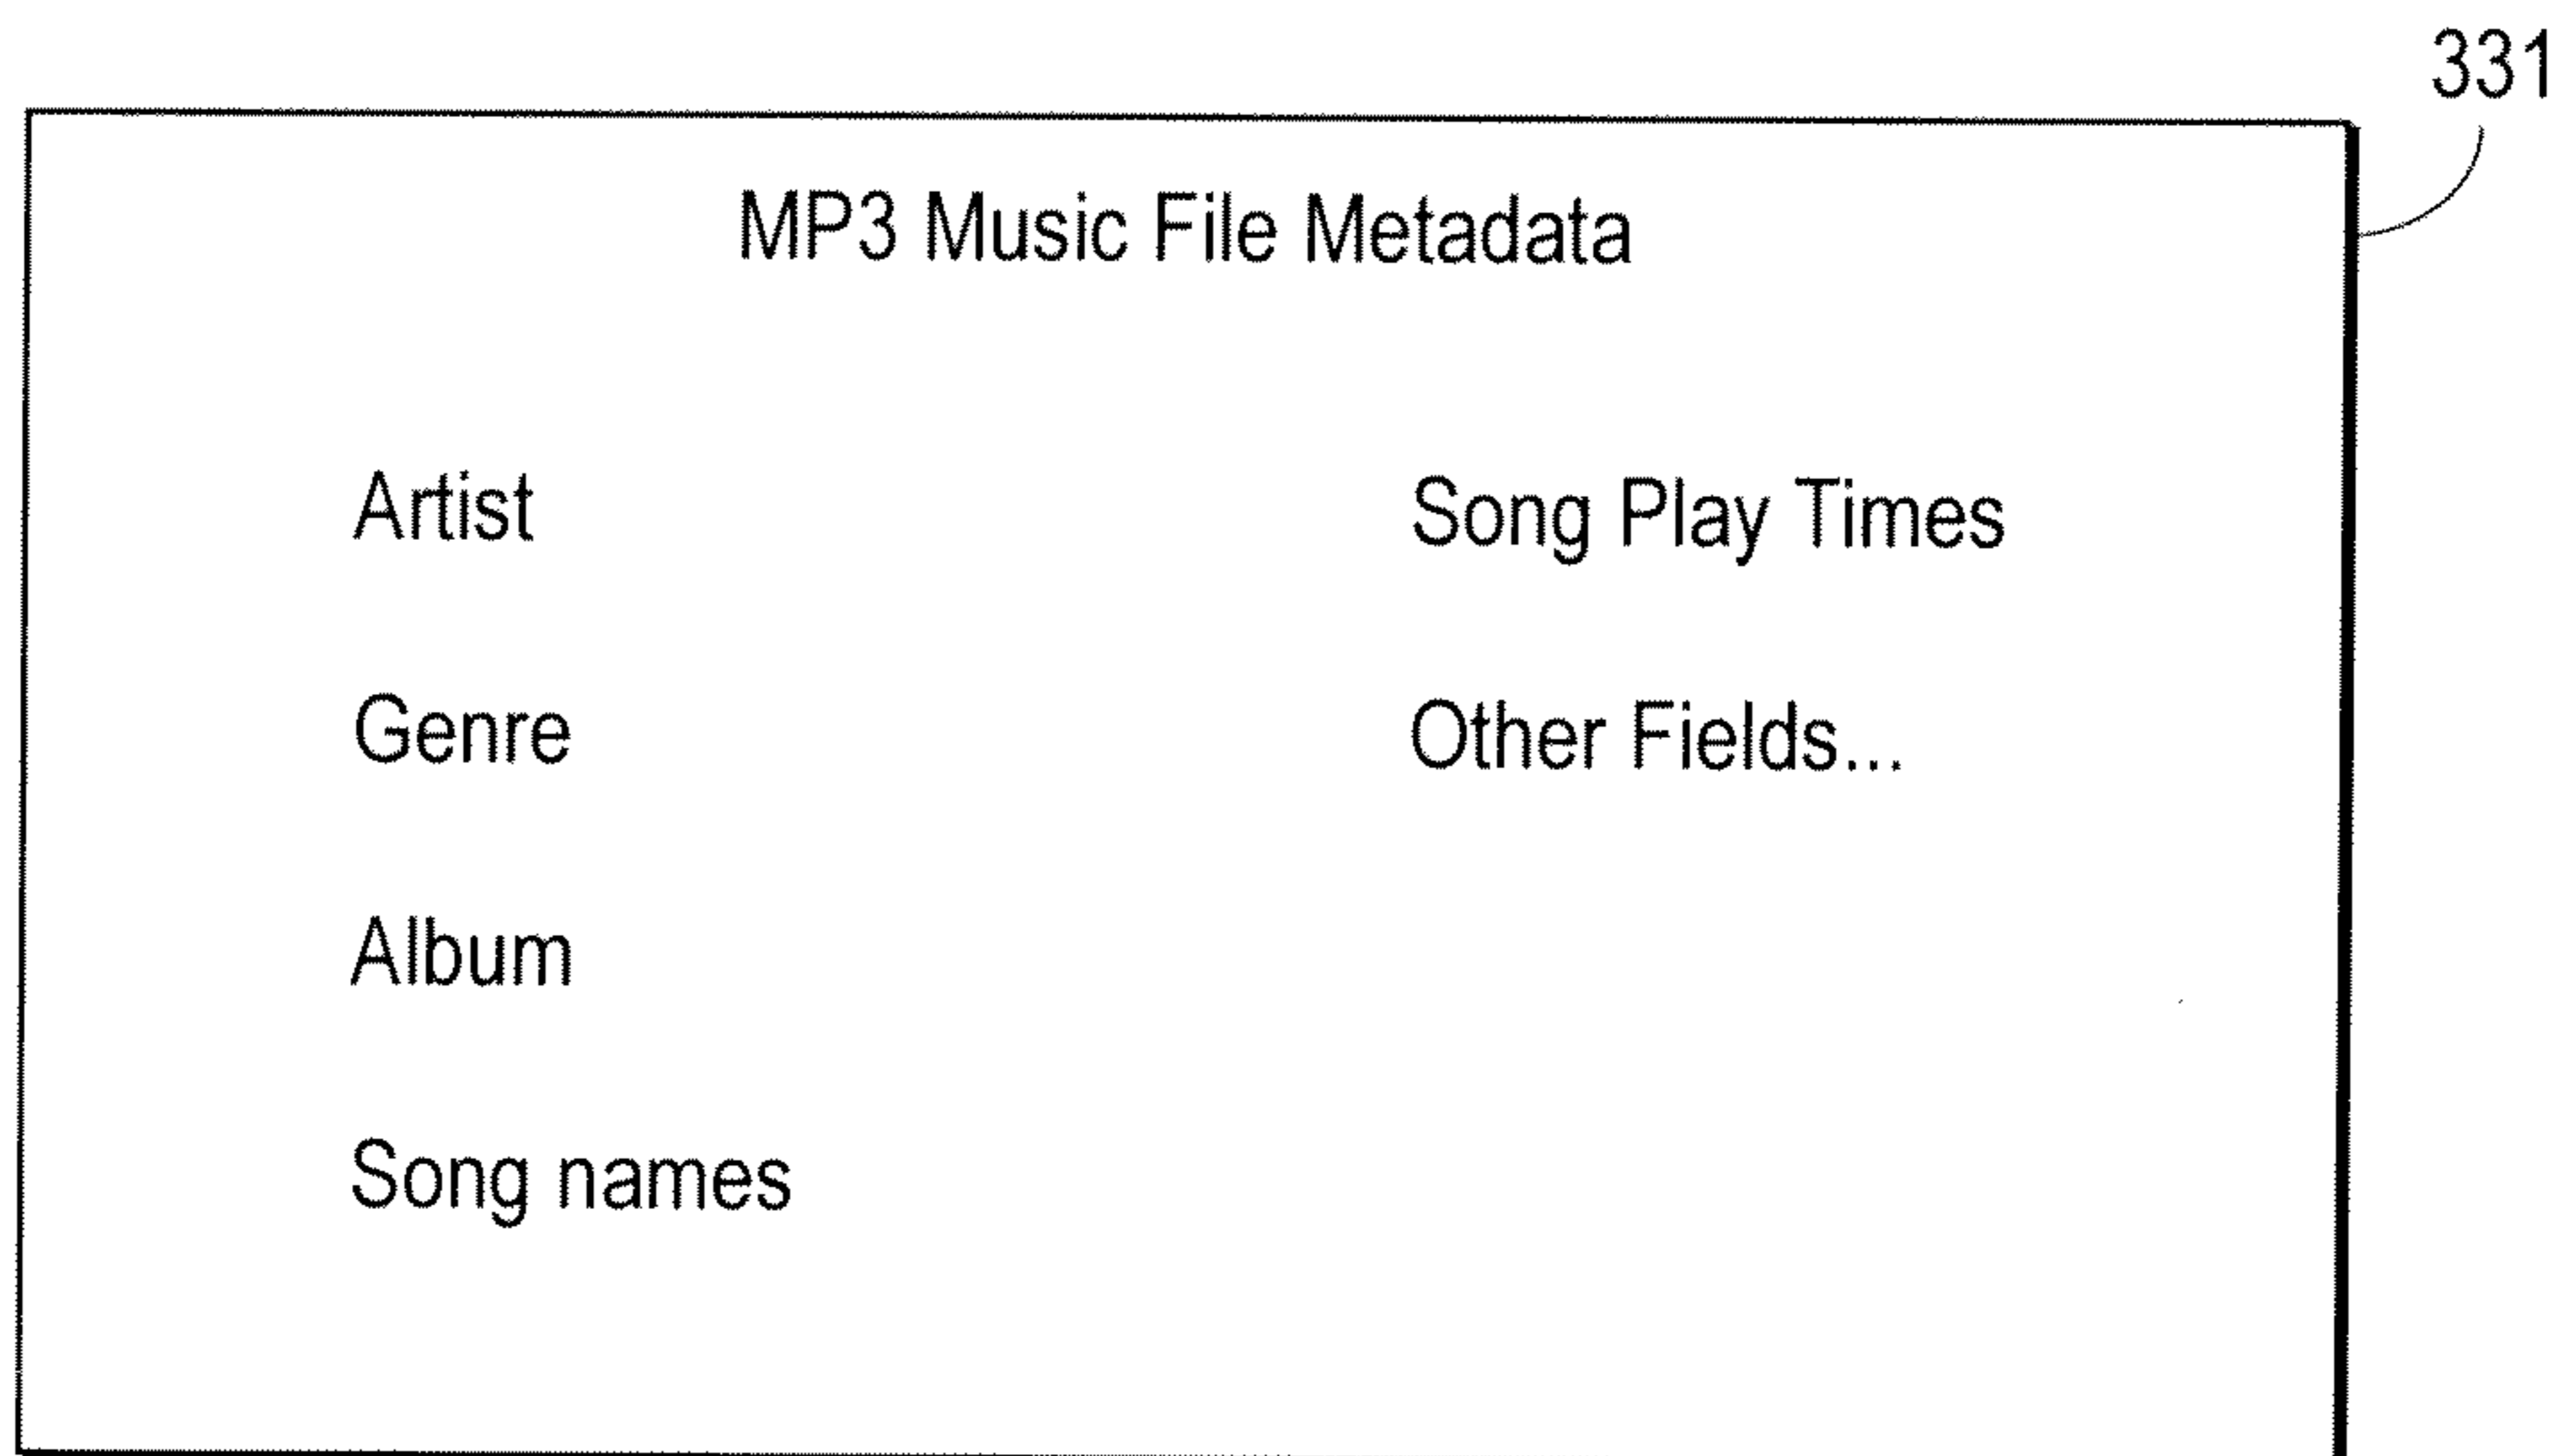 331
MP3 Music File Metadata
Artist
Genre
Album
Song names
Song Play Times
Other Fields...